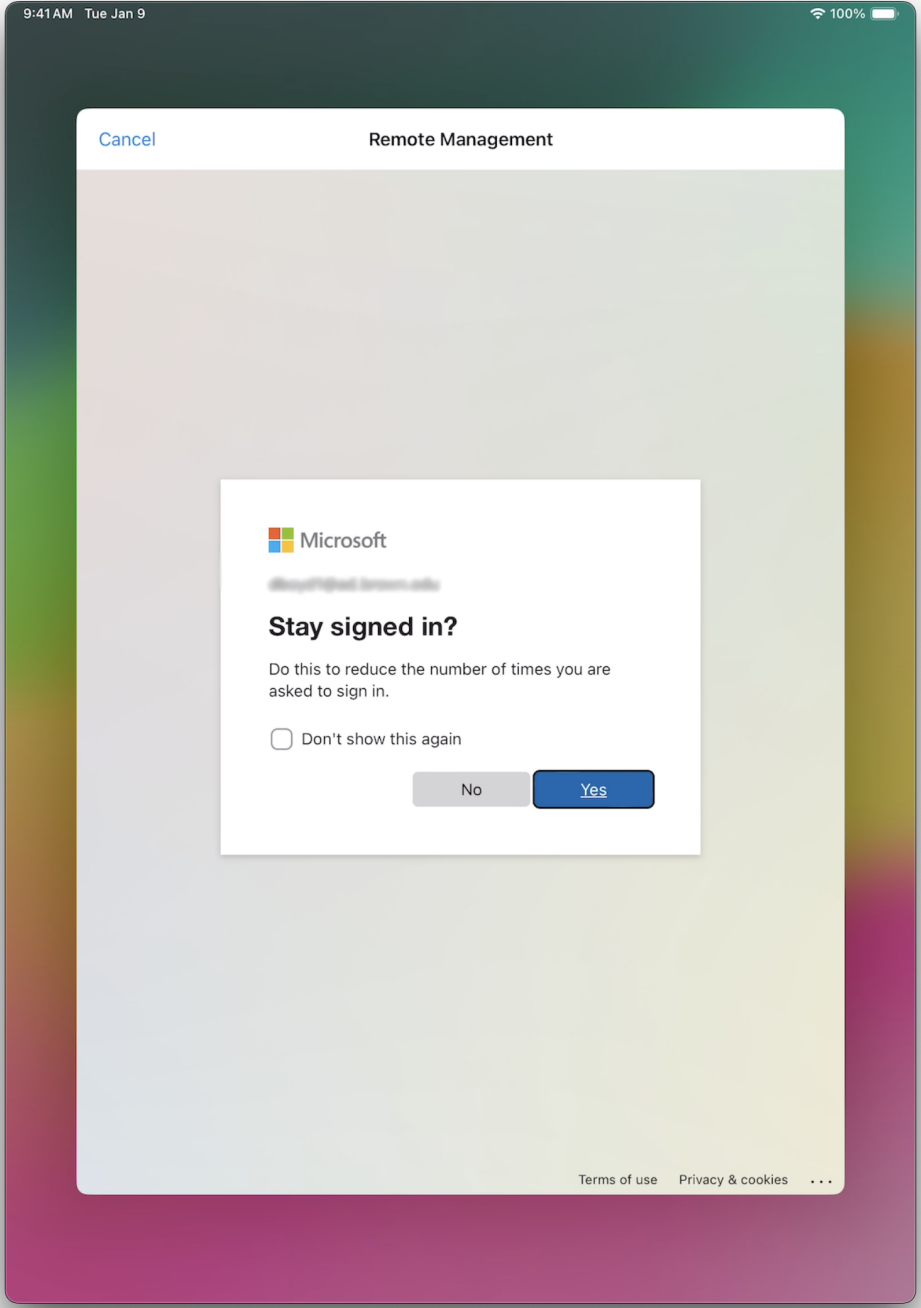 9:41 AM Tue Jan 9 100%
Cancel Remote Management
Microsoft
Stay signed in?
Do this to reduce the number of times you are
asked to sign in.
Don't show this again
No Yes
Terms of use Privacy & cookies ...